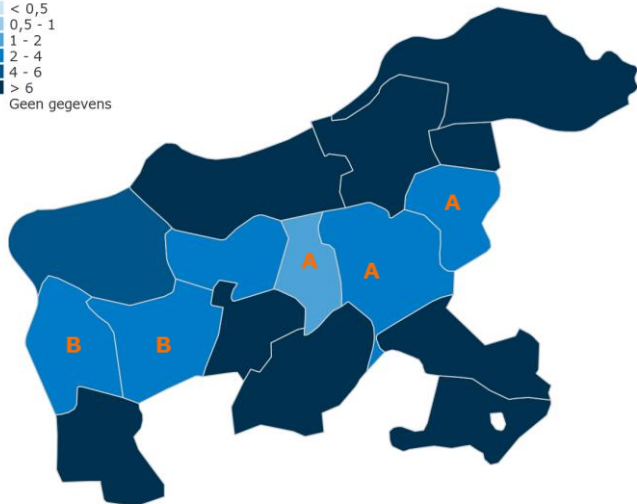 < 0,5
0,5 - 1
1 - 2
2 - 4
4 - 6
> 6
Geen gegevens
A
A
A
B
B